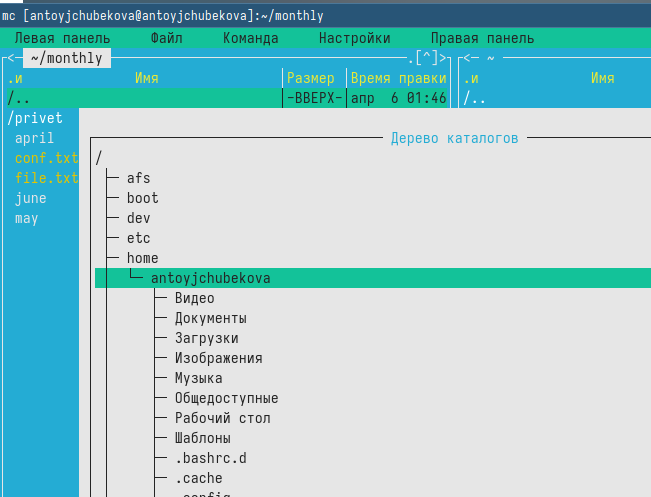 mc [antoyjchubekova@antoyjchubekova]:~/monthly
Левая панель Файл Команда Настройки Правая панель
<─ ~/monthly .[^]> <─ ~
.и Имя Размер Время правки .и Имя
/.. -ВВЕРХ- апр 6 01:46 /..
/privet
april Дерево каталогов
conf.txt /
file.txt afs
june boot
may dev
etc
home
antoyjchubekova
Видео
Документы
Загрузки
Изображения
Музыка
Общедоступные
Рабочий стол
Шаблоны
.bashrc.d
.cache
.config